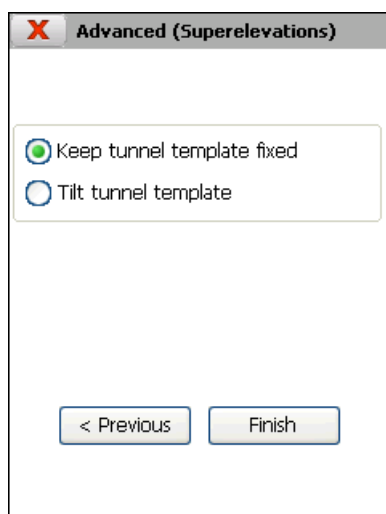 Advanced (Superelevations)
Keep tunnel template fixed
Tilt tunnel template
< Previous
Finish